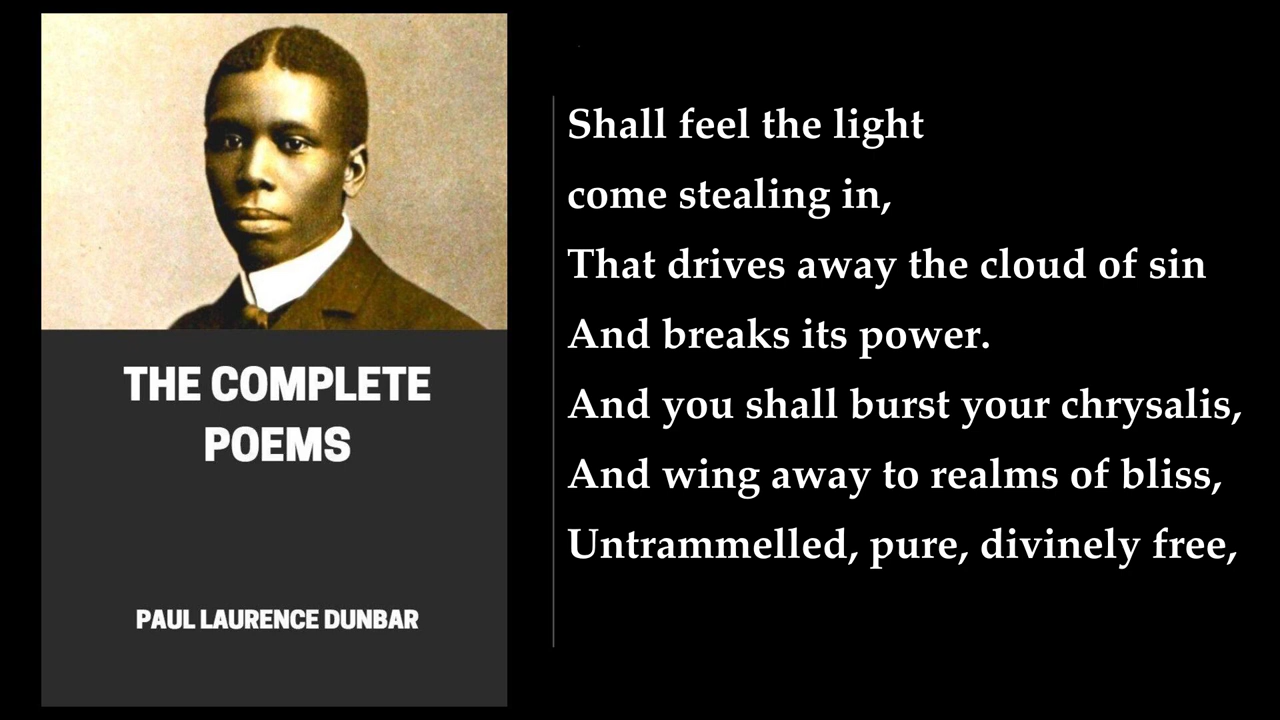 THE COMPLETE
POEMS
PAUL LAURENCE DUNBAR
Shall feel the light
come stealing in,
That drives away the cloud of sin
And breaks its power.
And you shall burst your chrysalis,
And wing away to realms of bliss,
Untrammelled, pure, divinely free,